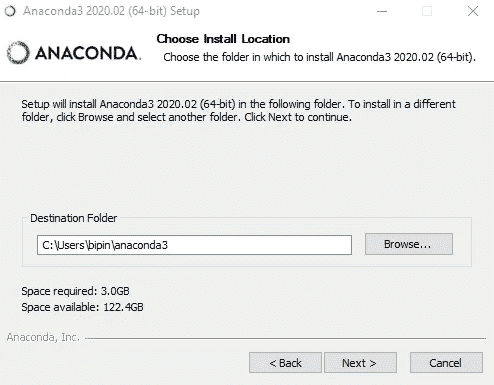 Anaconda3 2020.02 (64-bit) Setup
ANACONDA.
Choose Install Location
Choose the folder in which to install Anaconda3 2020.02 (64-bit).
Setup will install Anaconda3 2020.02 (64-bit) in the following folder. To install in a different
folder, click Browse and select another folder. Click Next to continue.
Destination Folder
C:\Users\bipin\anaconda3
Browse...
Space required: 3.0GB
Space available: 122.4GB
Anaconda, Inc.
< Back
Next >
Cancel